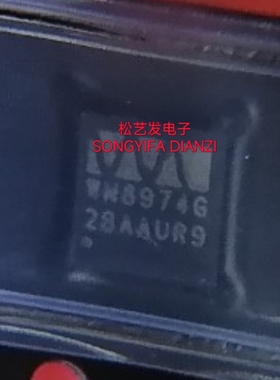 松艺发电子
SONGYIFA DIANZI
WM8974G
28AAUR9